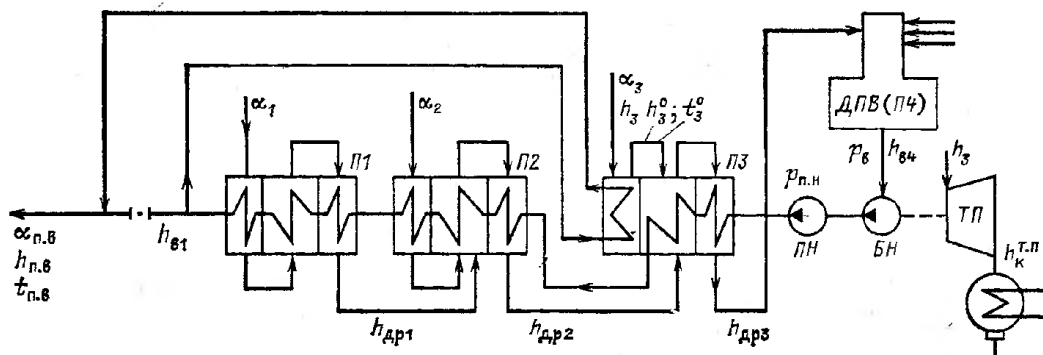 α₁
α₂
α₃
h₃ h₃⁰; t₃⁰
ДПВ(П4)
П1
П2
П3
pв
hв4
h₃
pп.н
ТП
ПН
БН
αп.в
hп.в
tп.в
hв1
hкт.п
hдр1
hдр2
hдр3